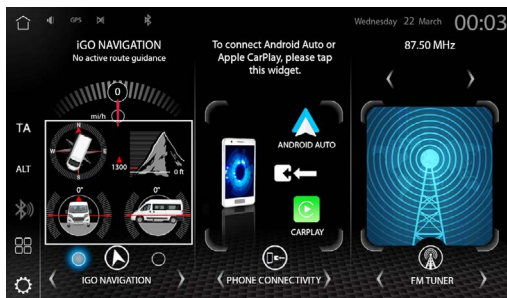 GPS
Wednesday 22 March 00:03
iGO NAVIGATION
No active route guidance
0
mi/h
N
W
E
S
1300
0 ft
0°
0°
iGO NAVIGATION
To connect Android Auto or
Apple CarPlay, please tap
this widget.
ANDROID AUTO
CARPLAY
PHONE CONNECTIVITY
87.50 MHz
FM TUNER
TA
ALT